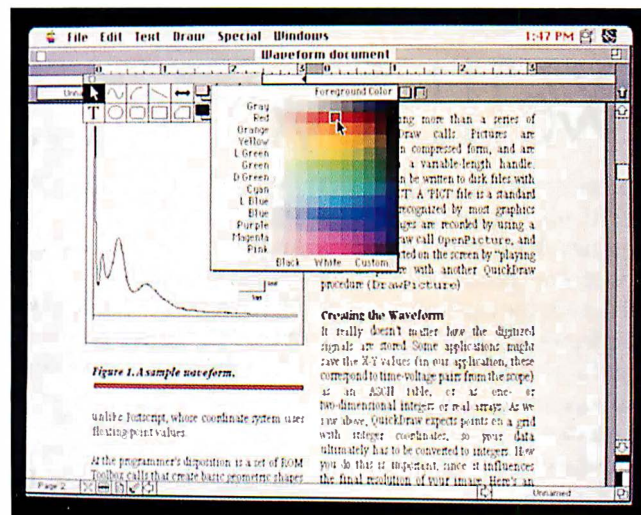 File Edit Text Draw Special Windows 1:47 PM
Waveform document
0 1 2 3 0 1 2 3
Foreground Color
T
Gray
Red
Orange
Yellow
L Green
Green
D Green
Cyan
L Blue
Blue
Purple
Magenta
Pink
Black White Custom
more than a series of
Draw calls. Pictures are
compressed form, and are
a variable-length handle.
be written to disk files with
A 'PICT' file is a standard
recognized by most graphics
are recorded by using a
call OpenPicture, and
on the screen by "playing
with another QuickDraw
procedure (DrawPicture)
Figure 1. A sample waveform.
unlike Postscript, whose coordinate system uses
floating-point values.
At the programmer's disposition is a set of ROM
Toolbox calls that create basic geometric shapes
Creating the Waveform
It really doesn't matter how the digitized
signals are stored. Some applications might
save the X-Y values (in our application, these
correspond to time-voltage pairs from the scope)
as an ASCII table, or as one- or
two-dimensional integer or real arrays. As we
saw above, QuickDraw expects points on a grid
with integer coordinates, so your data
ultimately has to be converted to integers. How
you do this is important, since it influences
the final resolution of your image. Here's an
Page 2
Unnamed